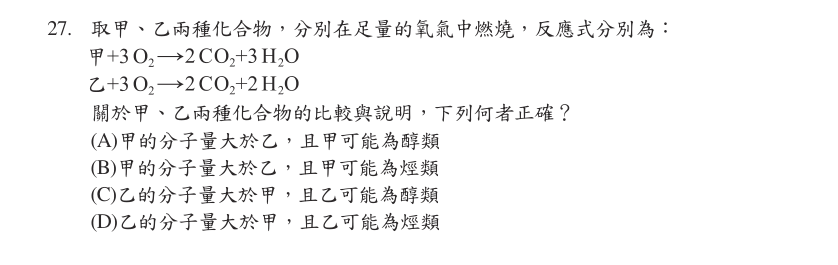 27. 取甲、乙兩種化合物，分別在足量的氧氣中燃燒，反應式分別為：
甲+3 O₂⟶2 CO₂+3 H₂O
乙+3 O₂⟶2 CO₂+2 H₂O
關於甲、乙兩種化合物的比較與說明，下列何者正確？
(A)甲的分子量大於乙，且甲可能為醇類
(B)甲的分子量大於乙，且甲可能為烴類
(C)乙的分子量大於甲，且乙可能為醇類
(D)乙的分子量大於甲，且乙可能為烴類